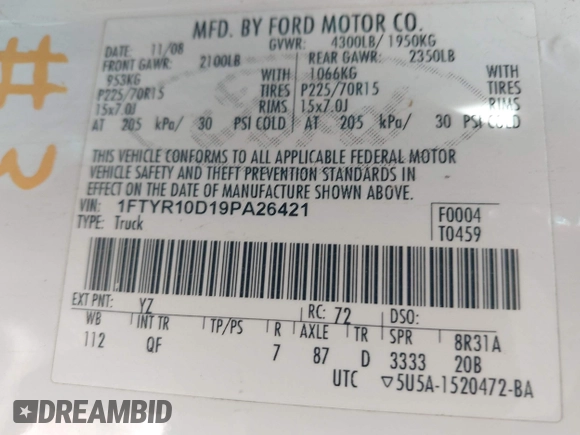 MFD. BY FORD MOTOR CO.
DATE: 11/08 GVWR: 4300LB/ 1950KG
FRONT GAWR: 2100LB REAR GAWR: 2350LB
953KG WITH 1066KG WITH
P225/70R15 TIRES P225/70R15 TIRES
15x7.0J RIMS 15x7.0J RIMS
AT 205 kPa/ 30 PSI COLD AT 205 kPa/ 30 PSI COLD
THIS VEHICLE CONFORMS TO ALL APPLICABLE FEDERAL MOTOR
VEHICLE SAFETY AND THEFT PREVENTION STANDARDS IN
EFFECT ON THE DATE OF MANUFACTURE SHOWN ABOVE.
VIN: 1FTYR10D19PA26421 F0004
TYPE: Truck T0459
EXT PNT: YZ RC: 72 DSO:
WB INT TR TP/PS R AXLE TR SPR 8R31A
112 QF 7 87 D 3333 20B
UTC ▽5U5A-1520472-BA
# 3
DREAMBID